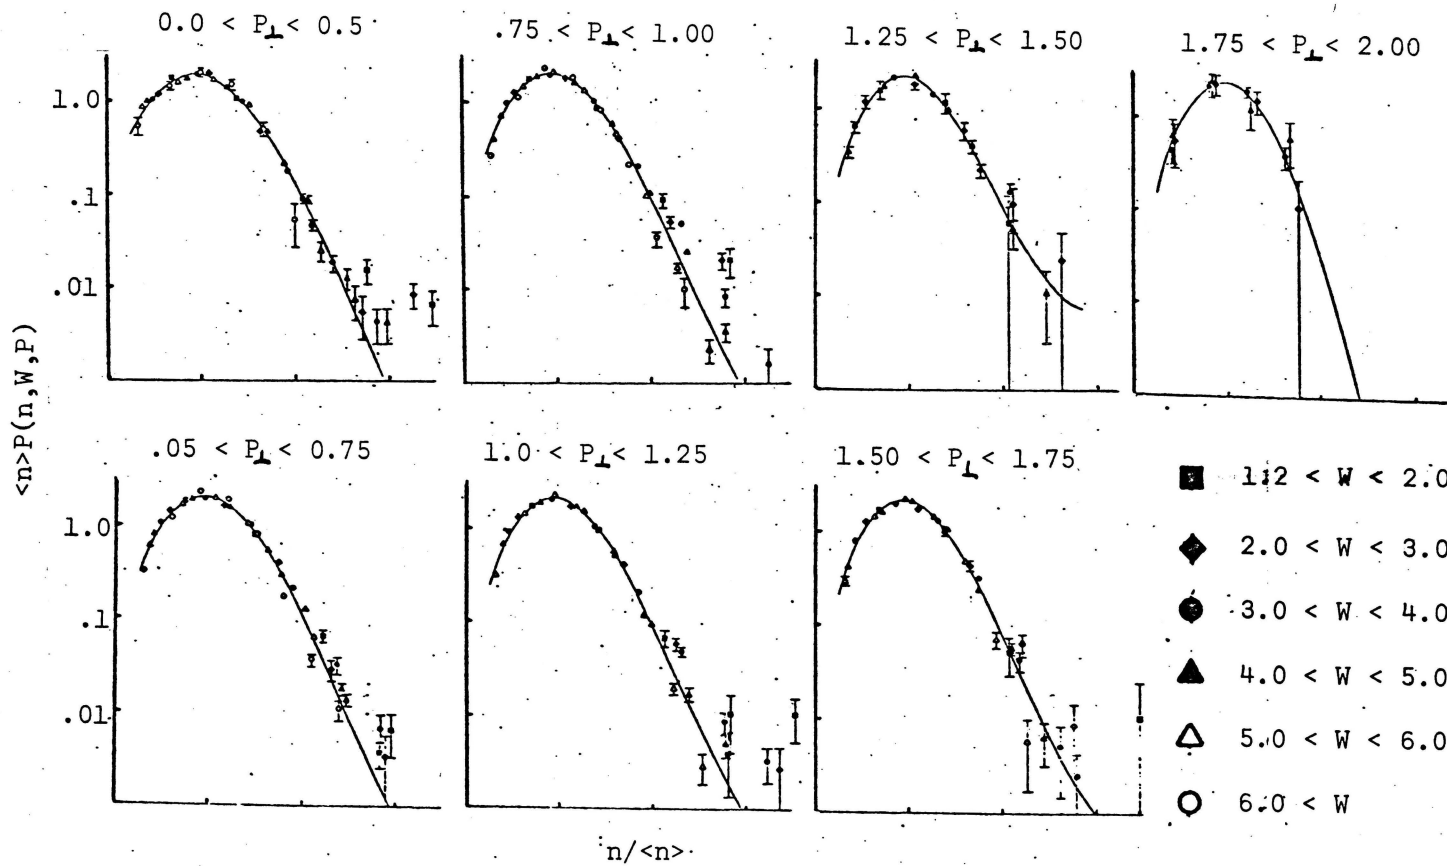 0.0 < P⊥ < 0.5
.75 < P⊥ < 1.00
1.25 < P⊥ < 1.50
1.75 < P⊥ < 2.00
1.0
.1
.01
<n>P(n,W,P)
.05 < P⊥ < 0.75
1.0 < P⊥ < 1.25
1.50 < P⊥ < 1.75
1.0
.1
.01
1.2 < W < 2.0
2.0 < W < 3.0
3.0 < W < 4.0
4.0 < W < 5.0
5.0 < W < 6.0
6.0 < W
n/<n>